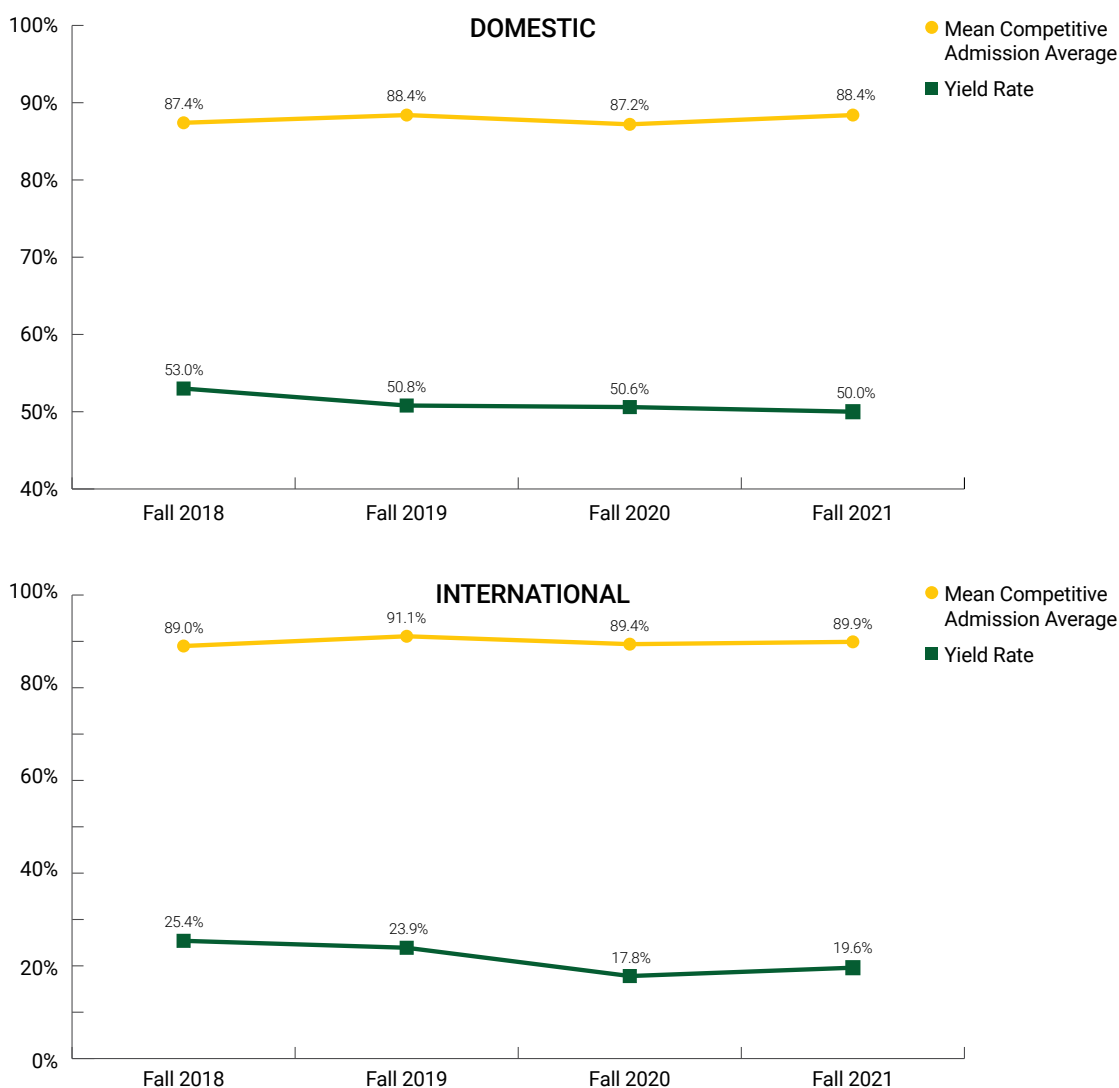 DOMESTIC
Mean Competitive
Admission Average
Yield Rate
100%
90%
80%
70%
60%
50%
40%
87.4%
88.4%
87.2%
88.4%
53.0%
50.8%
50.6%
50.0%
Fall 2018
Fall 2019
Fall 2020
Fall 2021
INTERNATIONAL
Mean Competitive
Admission Average
Yield Rate
100%
80%
60%
40%
20%
0%
89.0%
91.1%
89.4%
89.9%
25.4%
23.9%
17.8%
19.6%
Fall 2018
Fall 2019
Fall 2020
Fall 2021